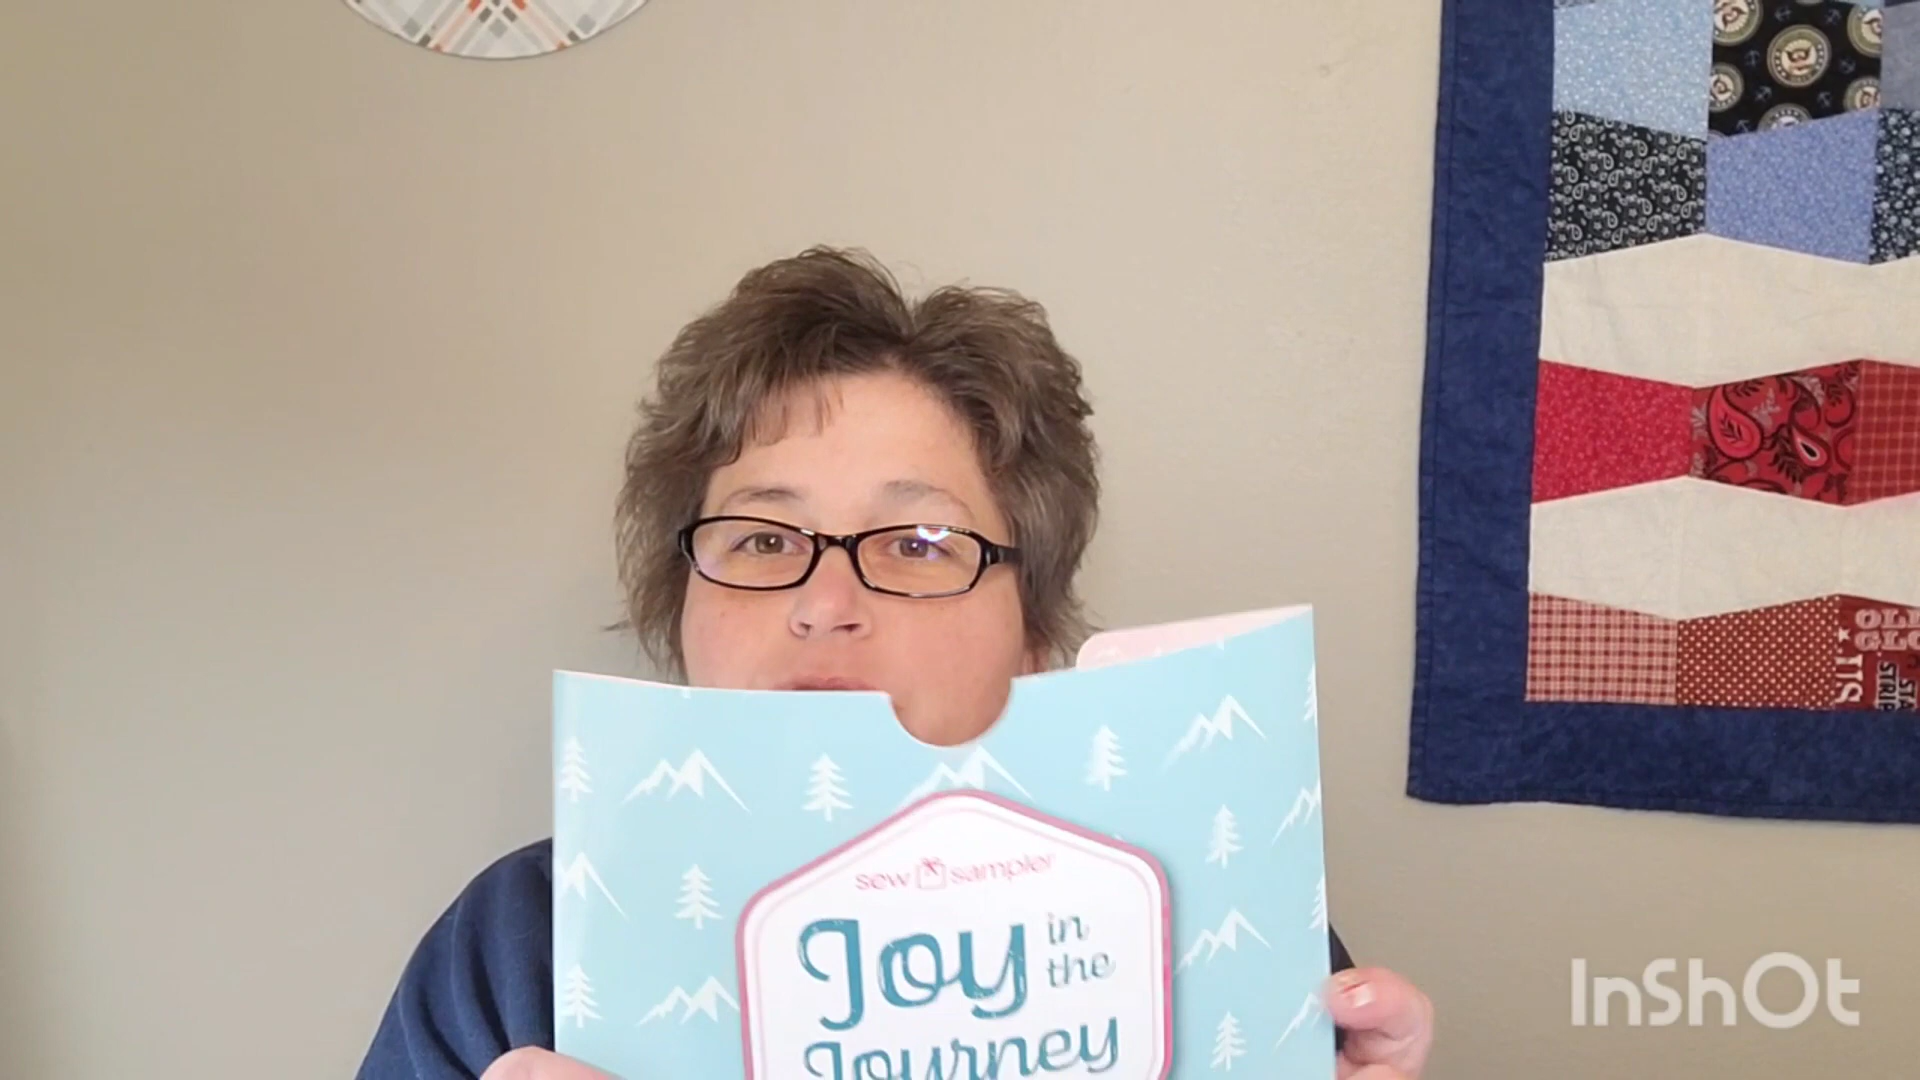 sew sampler
Joy in
the
Journey
InShOt